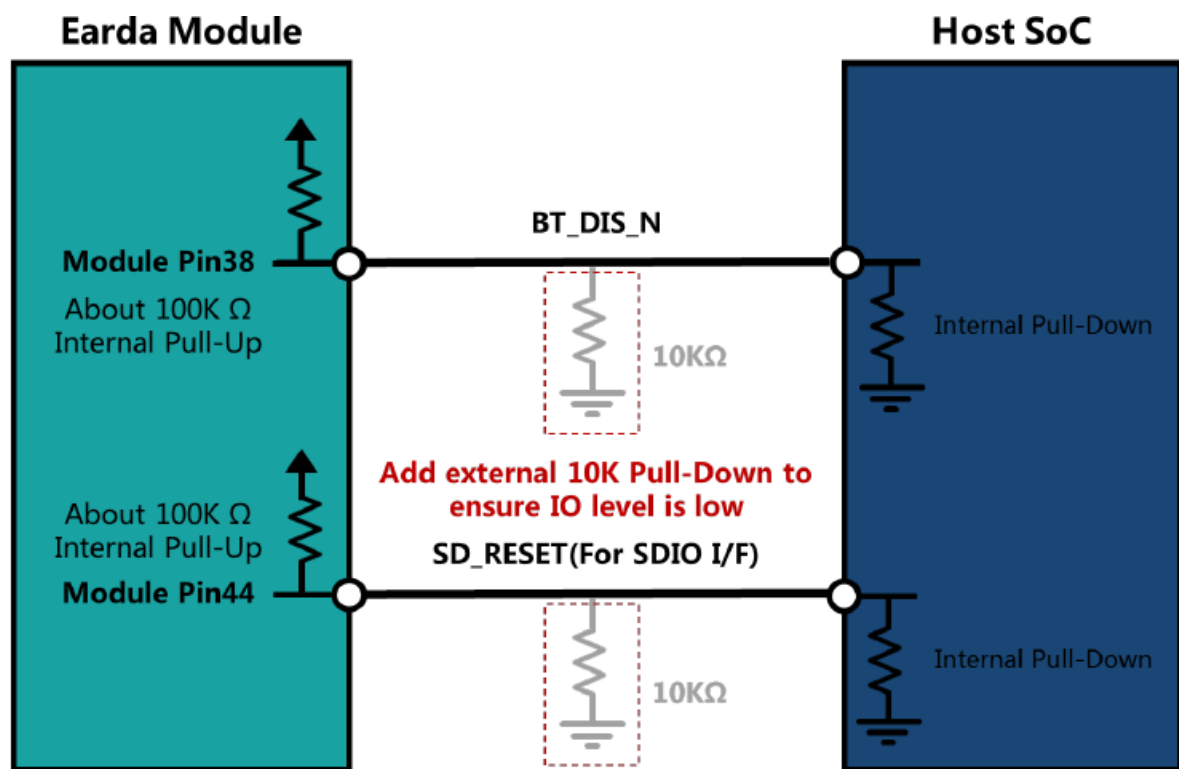 Earda Module
Host SoC
BT_DIS_N
Module Pin38
About 100K Ω
Internal Pull-Up
10KΩ
Internal Pull-Down
Add external 10K Pull-Down to
ensure IO level is low
About 100K Ω
Internal Pull-Up
SD_RESET(For SDIO I/F)
Module Pin44
10KΩ
Internal Pull-Down